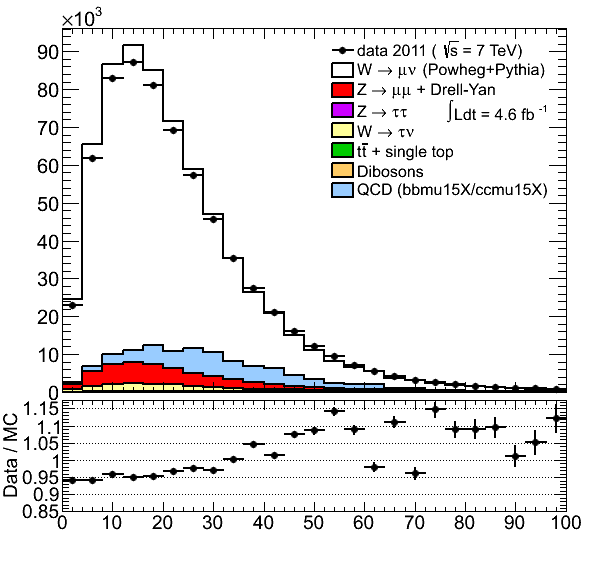 ×10³
90
80
70
60
50
40
30
20
10
0
data 2011 ( √s = 7 TeV)
W → μν (Powheg+Pythia)
Z → μμ + Drell-Yan
Z → ττ
∫Ldt = 4.6 fb⁻¹
W → τν
tt̅ + single top
Dibosons
QCD (bbmu15X/ccmu15X)
Data / MC
1.15
1.1
1.05
1
0.95
0.9
0.85
0 10 20 30 40 50 60 70 80 90 100